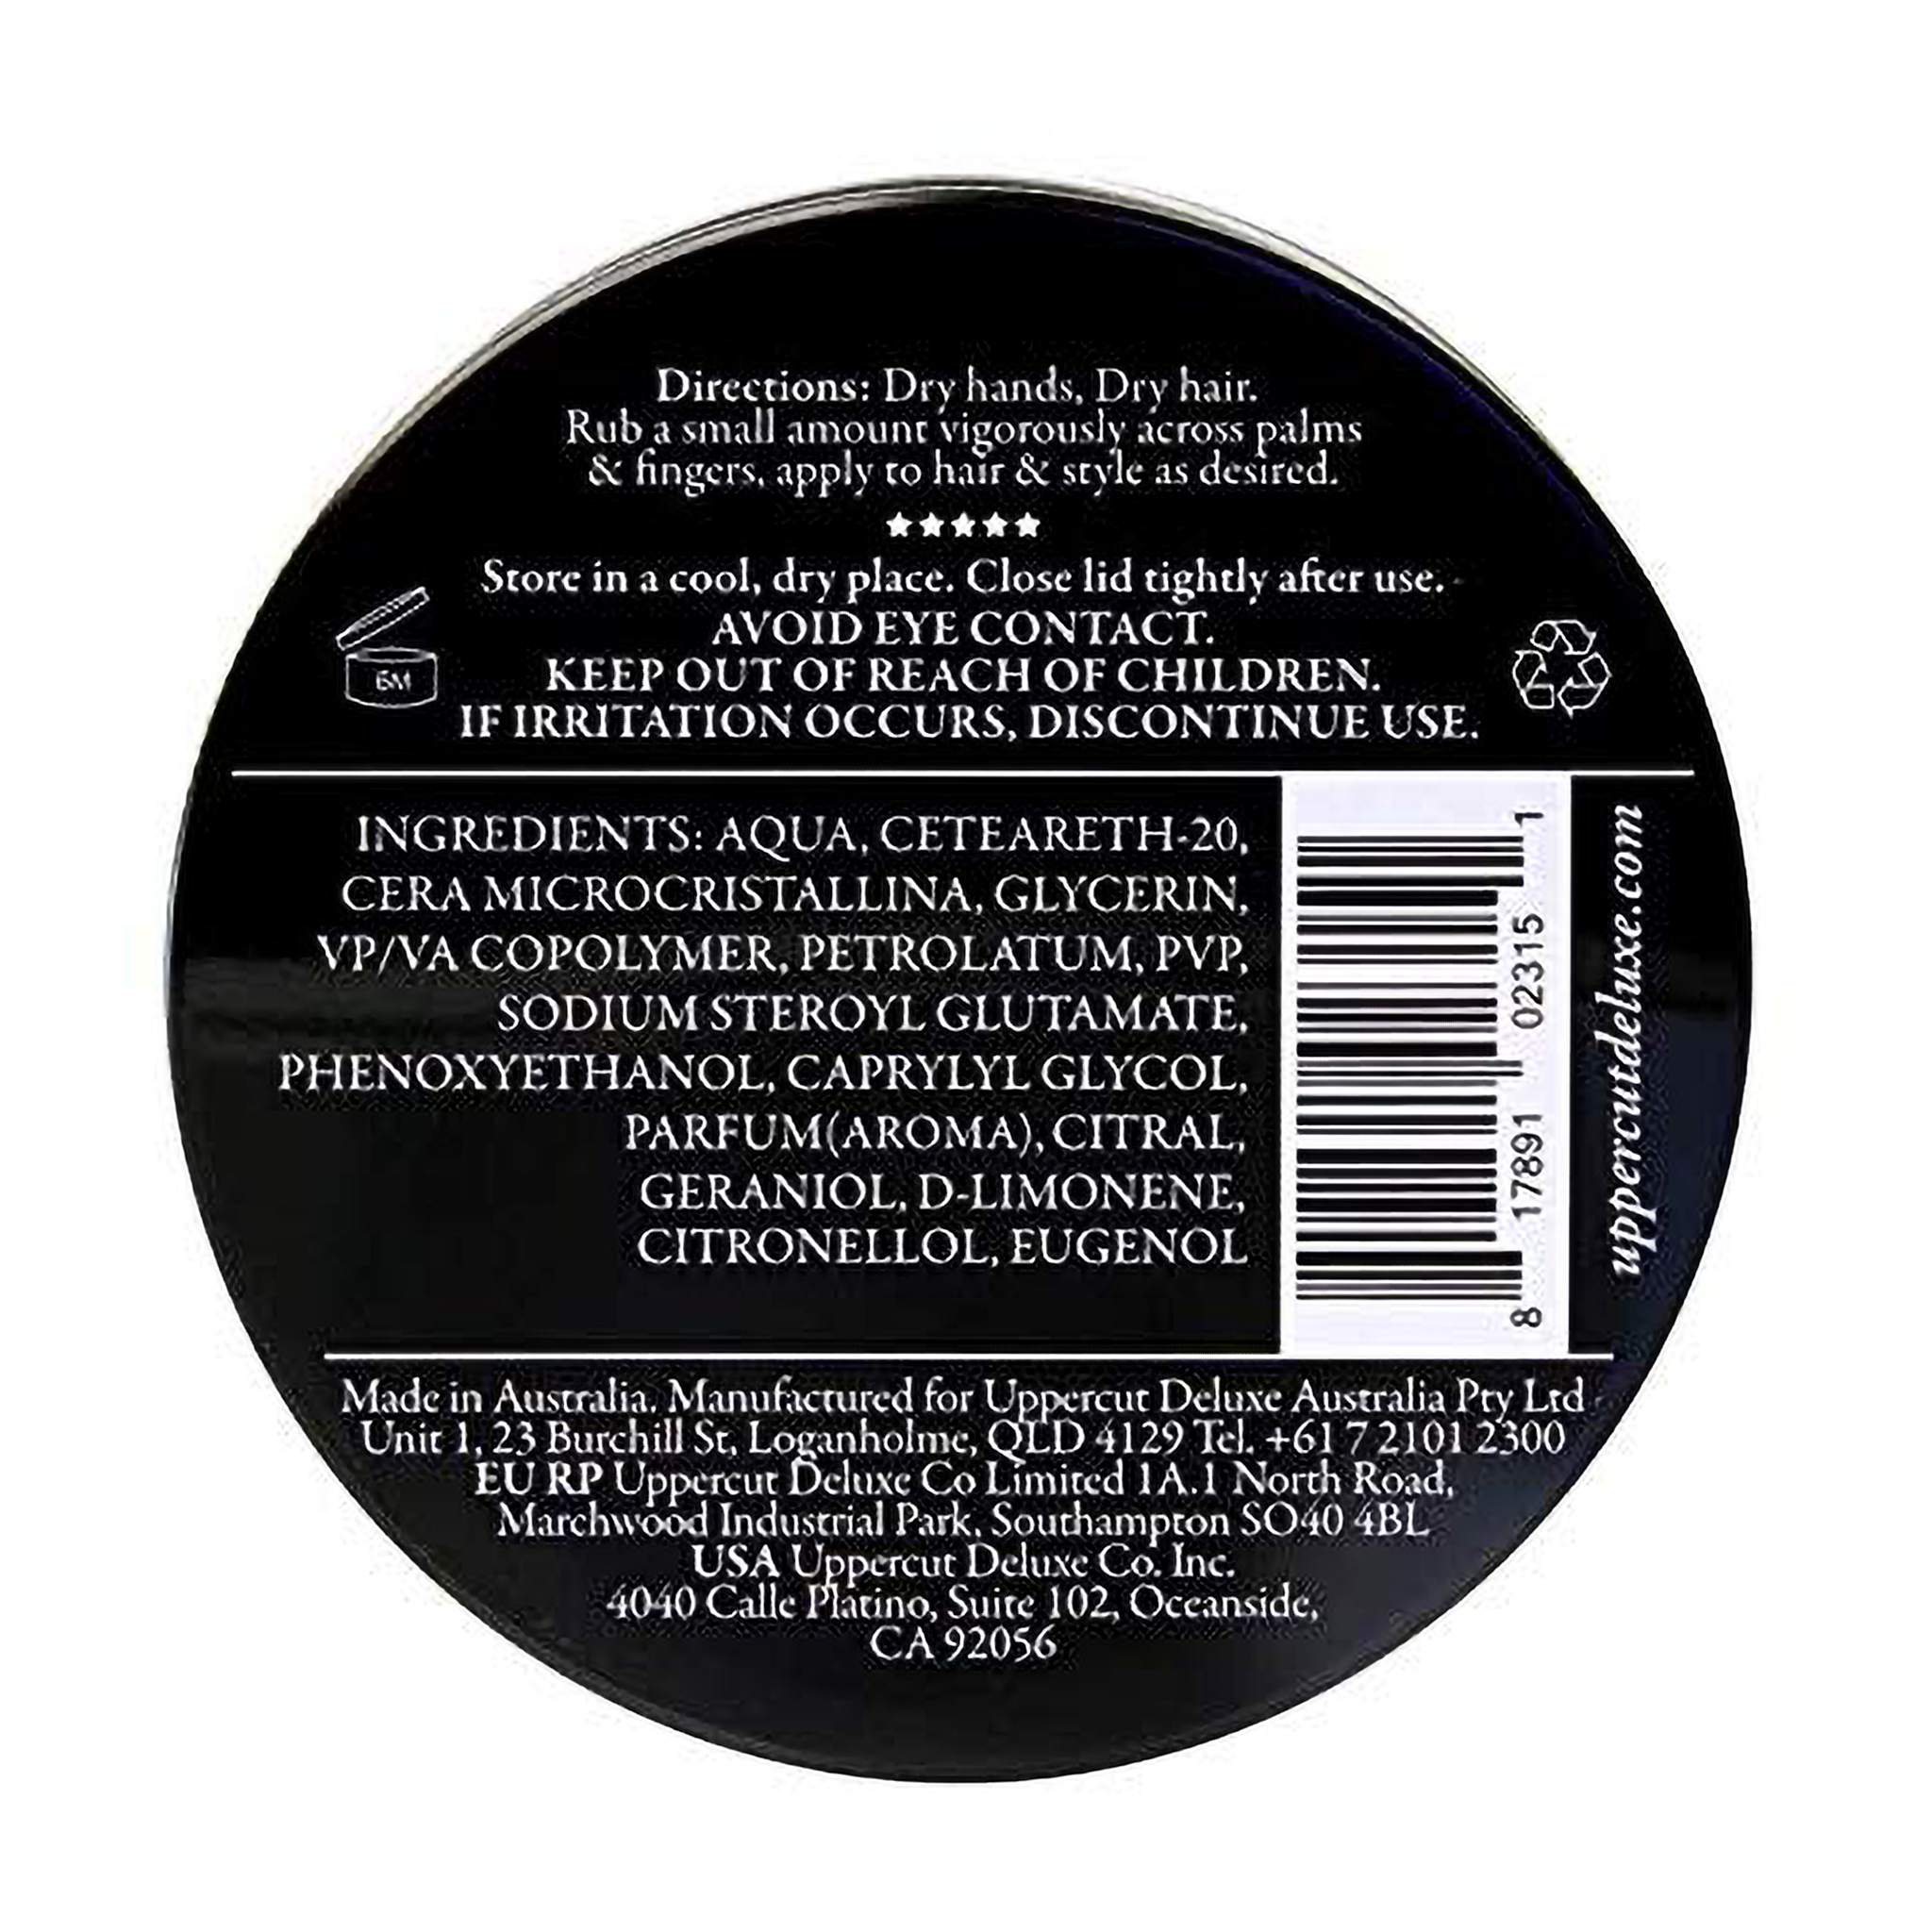 Directions: Dry hands, Dry hair.
Rub a small amount vigorously across palms
& fingers, apply to hair & style as desired.
★★★★★
Store in a cool, dry place. Close lid tightly after use.
AVOID EYE CONTACT.
KEEP OUT OF REACH OF CHILDREN.
IF IRRITATION OCCURS, DISCONTINUE USE.
6M
INGREDIENTS: AQUA, CETEARETH-20,
CERA MICROCRISTALLINA, GLYCERIN,
VP/VA COPOLYMER, PETROLATUM, PVP,
SODIUM STEROYL GLUTAMATE,
PHENOXYETHANOL, CAPRYLYL GLYCOL,
PARFUM(AROMA), CITRAL,
GERANIOL, D-LIMONENE,
CITRONELLOL, EUGENOL
8 17891 02315 1
uppercutdeluxe.com
Made in Australia. Manufactured for Uppercut Deluxe Australia Pty Ltd
Unit 1, 23 Burchill St, Loganholme, QLD 4129 Tel. +61 7 2101 2300
EU RP Uppercut Deluxe Co Limited 1A.1 North Road,
Marchwood Industrial Park, Southampton SO40 4BL
USA Uppercut Deluxe Co. Inc.
4040 Calle Platino, Suite 102, Oceanside,
CA 92056